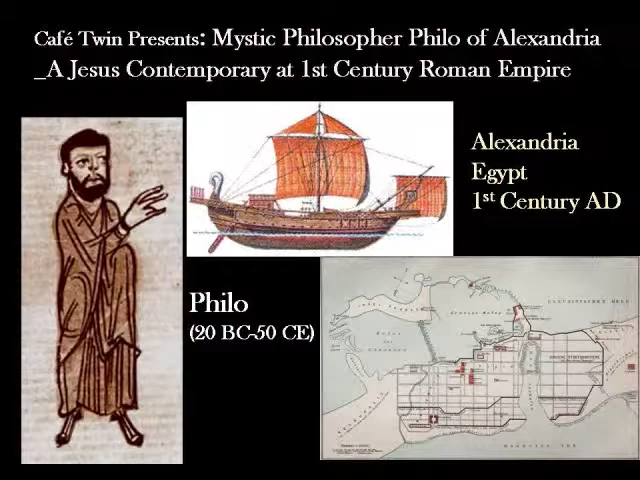 Café Twin Presents: Mystic Philosopher Philo of Alexandria
_A Jesus Contemporary at 1st Century Roman Empire
Alexandria
Egypt
1st Century AD
Philo
(20 BC-50 CE)